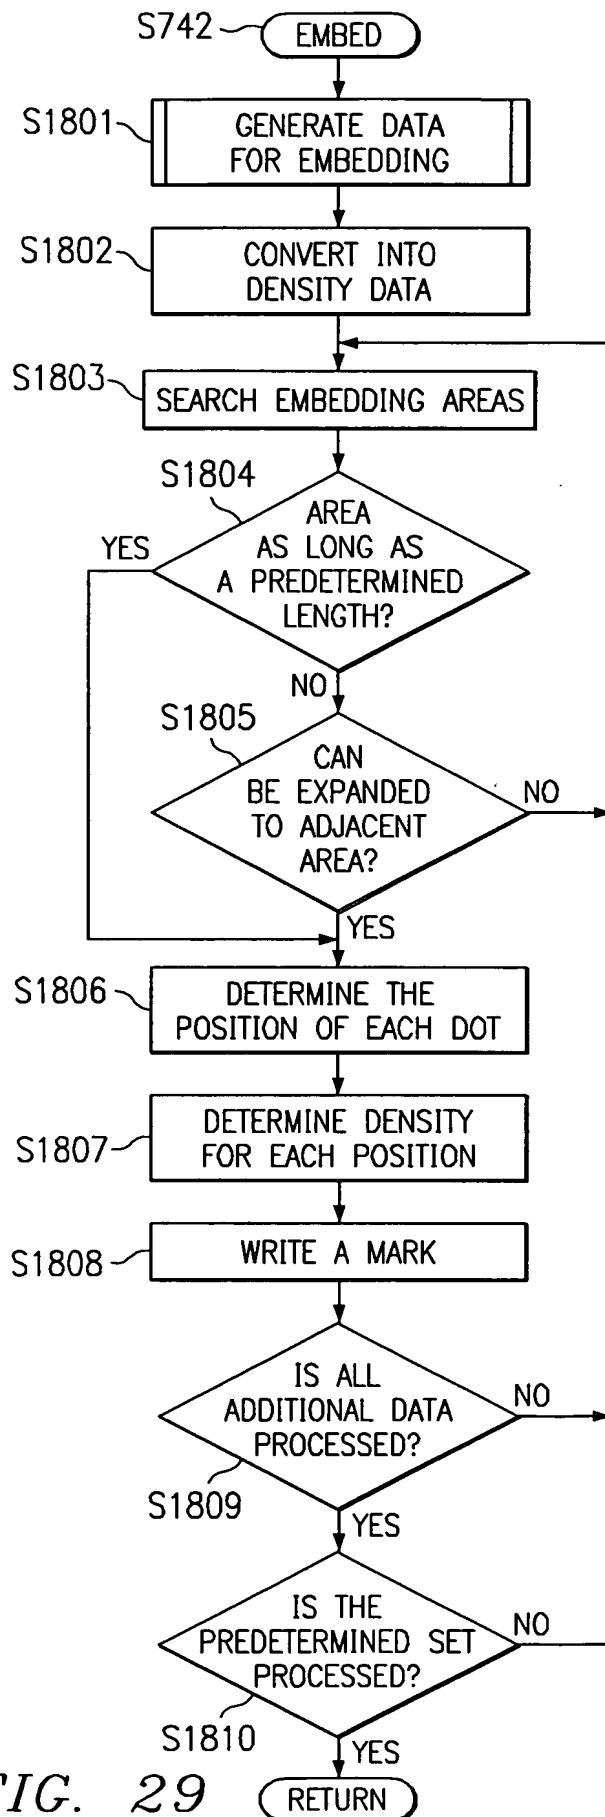 S742
EMBED
S1801
GENERATE DATA
FOR EMBEDDING
S1802
CONVERT INTO
DENSITY DATA
S1803
SEARCH EMBEDDING AREAS
S1804
AREA
AS LONG AS
A PREDETERMINED
LENGTH?
YES
NO
S1805
CAN
BE EXPANDED
TO ADJACENT
AREA?
NO
YES
S1806
DETERMINE THE
POSITION OF EACH DOT
S1807
DETERMINE DENSITY
FOR EACH POSITION
S1808
WRITE A MARK
IS ALL
ADDITIONAL DATA
PROCESSED?
NO
S1809
YES
IS THE
PREDETERMINED SET
PROCESSED?
NO
S1810
YES
RETURN
FIG. 29